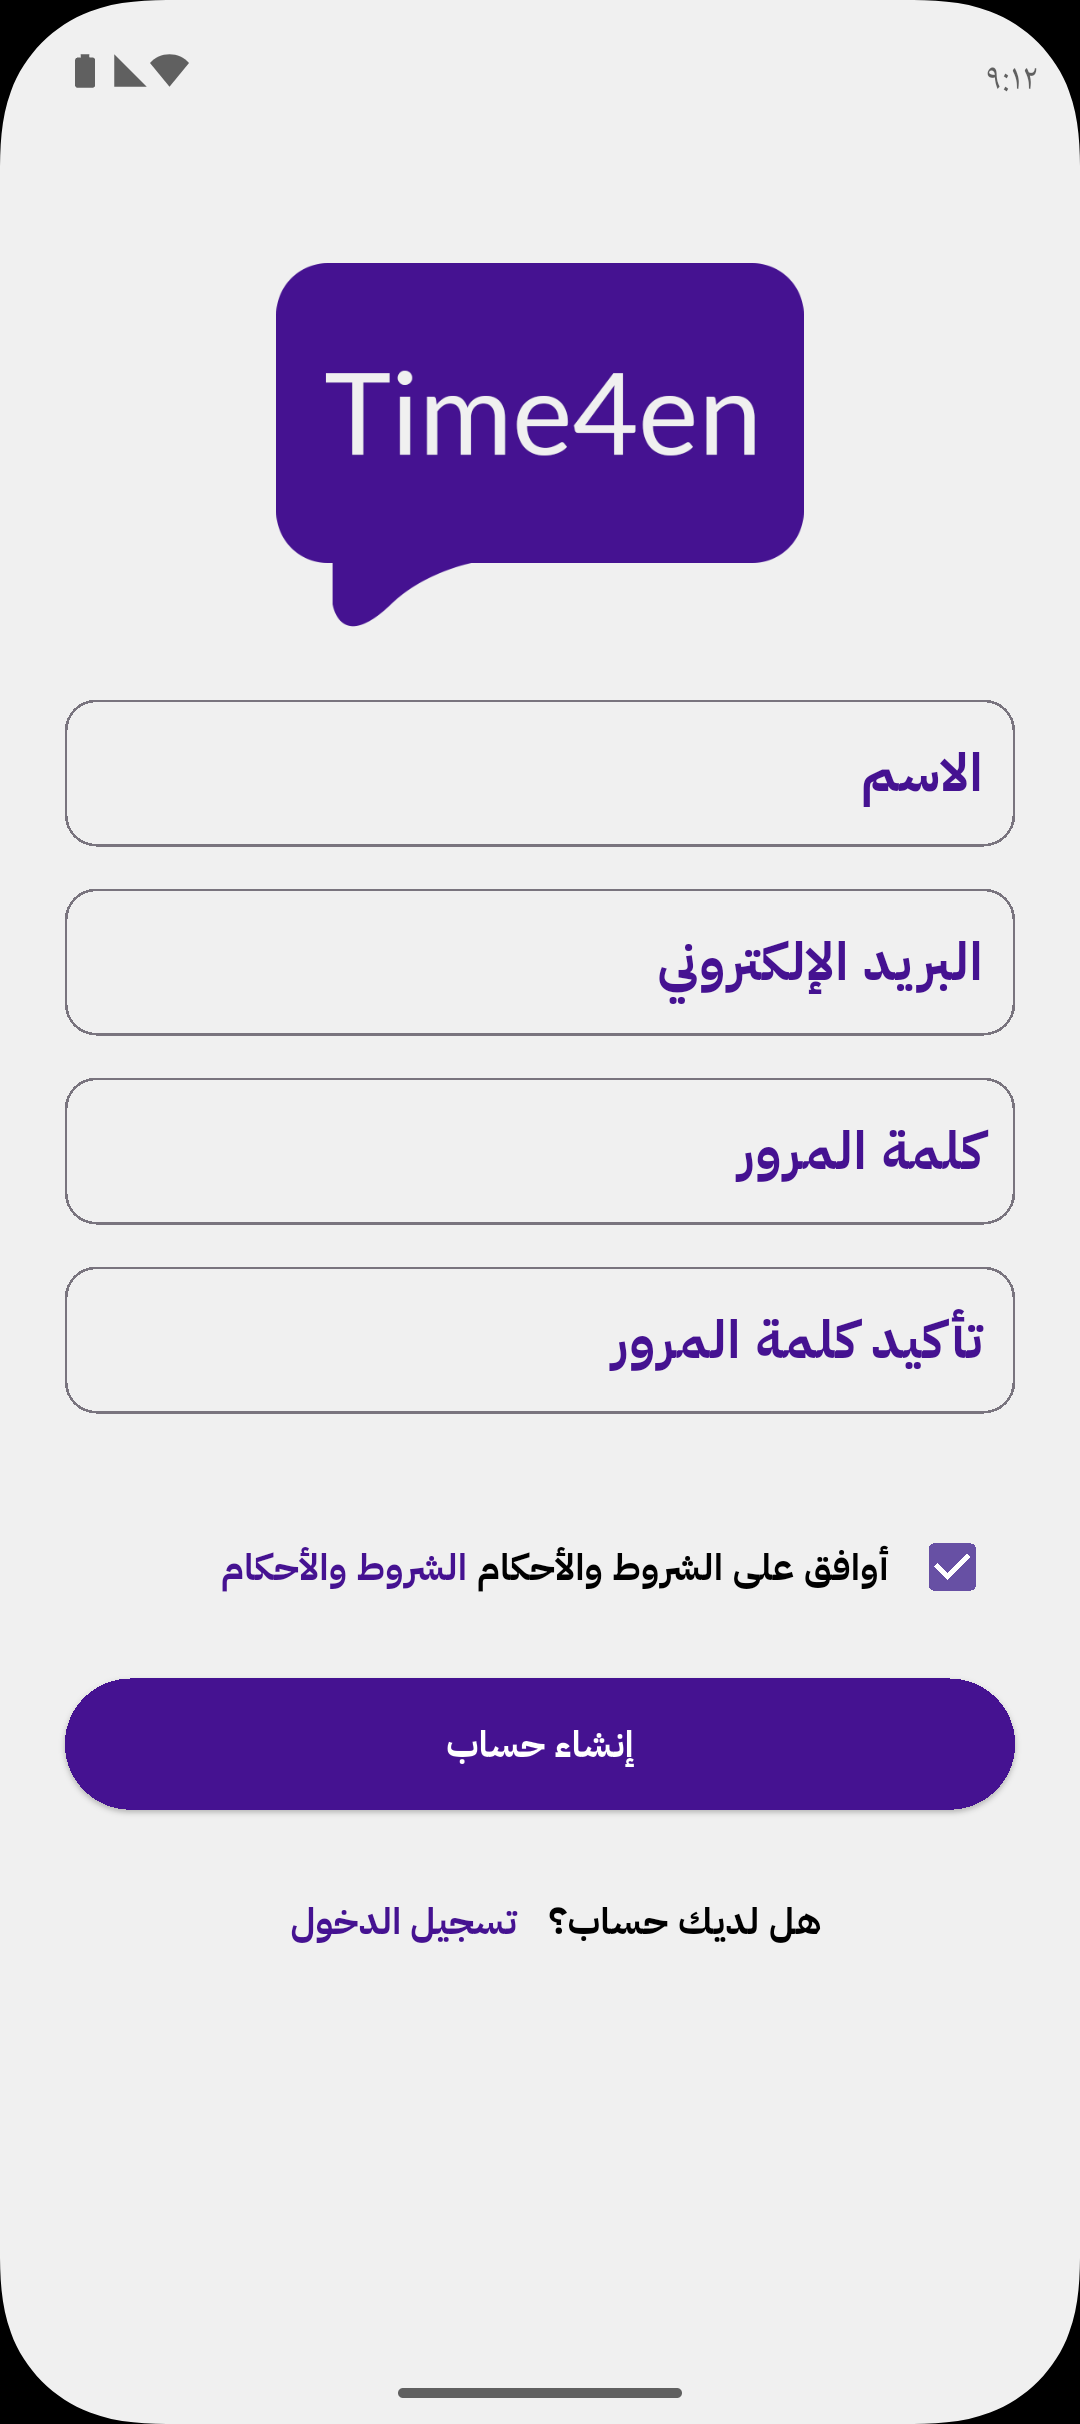 ٩:١٢
Time4en
الاسم
البريد الإلكتروني
كلمة المرور
تأكيد كلمة المرور
أوافق على الشروط والأحكام الشروط والأحكام
إنشاء حساب
هل لديك حساب؟ تسجيل الدخول